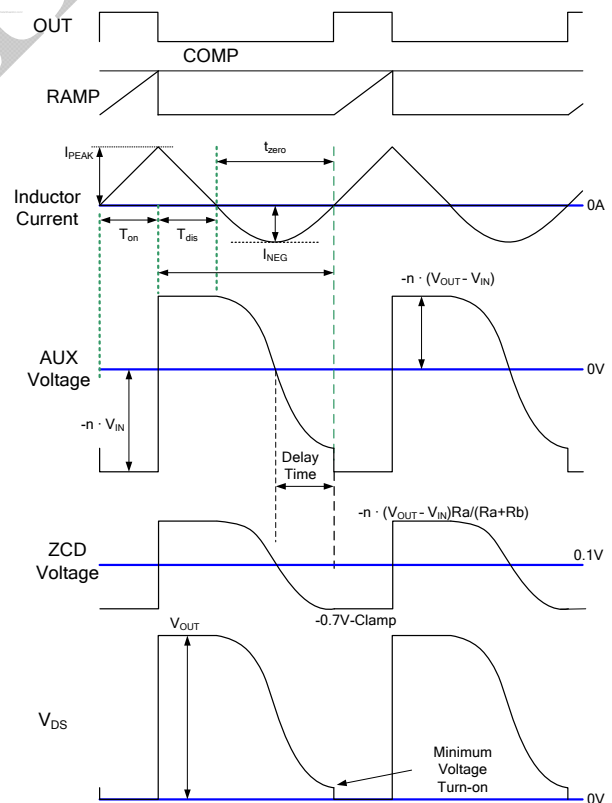 OUT
COMP
RAMP
IPEAK
tzero
Inductor
Current
0A
Ton
Tdis
INEG
-n · (VOUT - VIN)
AUX
Voltage
0V
-n · VIN
Delay
Time
-n · (VOUT - VIN)Ra/(Ra+Rb)
ZCD
Voltage
0.1V
-0.7V-Clamp
VOUT
VDS
Minimum
Voltage
Turn-on
0V